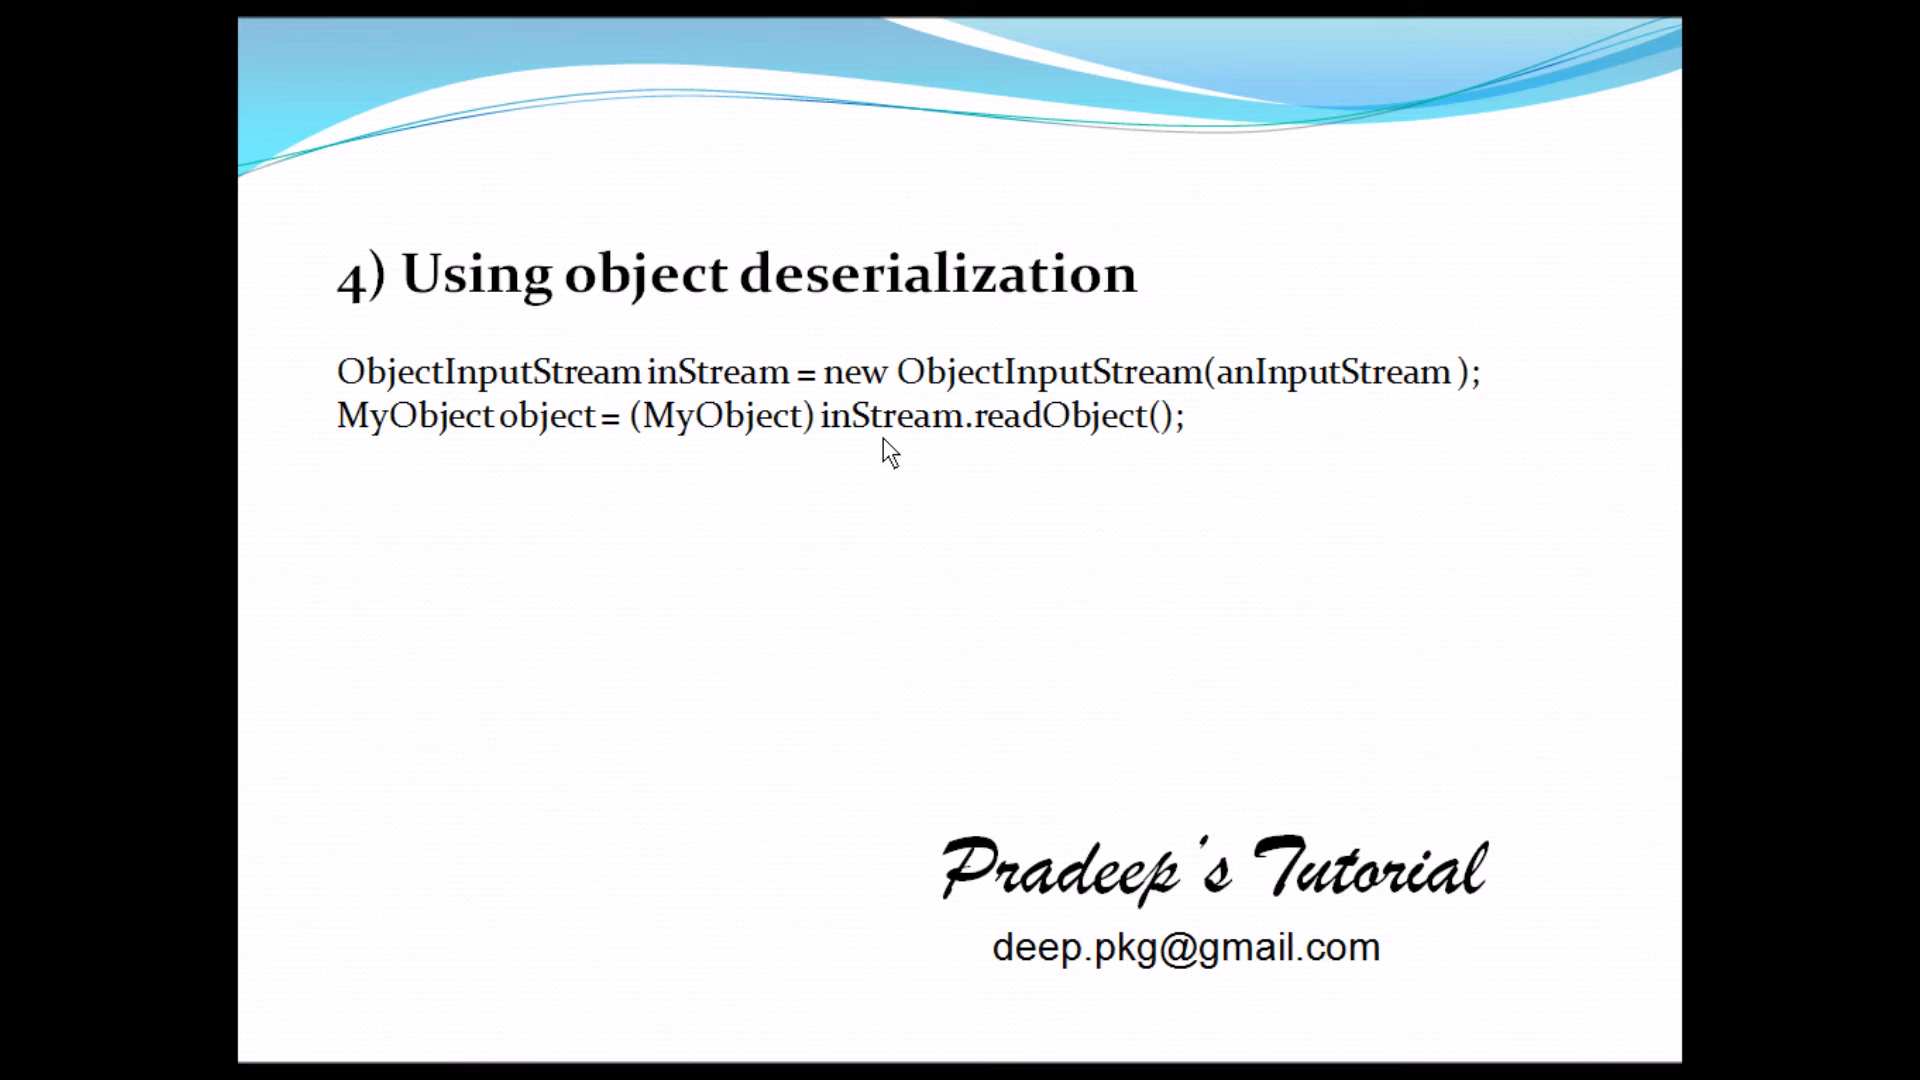 4) Using object deserialization
ObjectInputStream inStream = new ObjectInputStream(anInputStream );
MyObject object = (MyObject) inStream.readObject();
Pradeep's Tutorial
deep.pkg@gmail.com